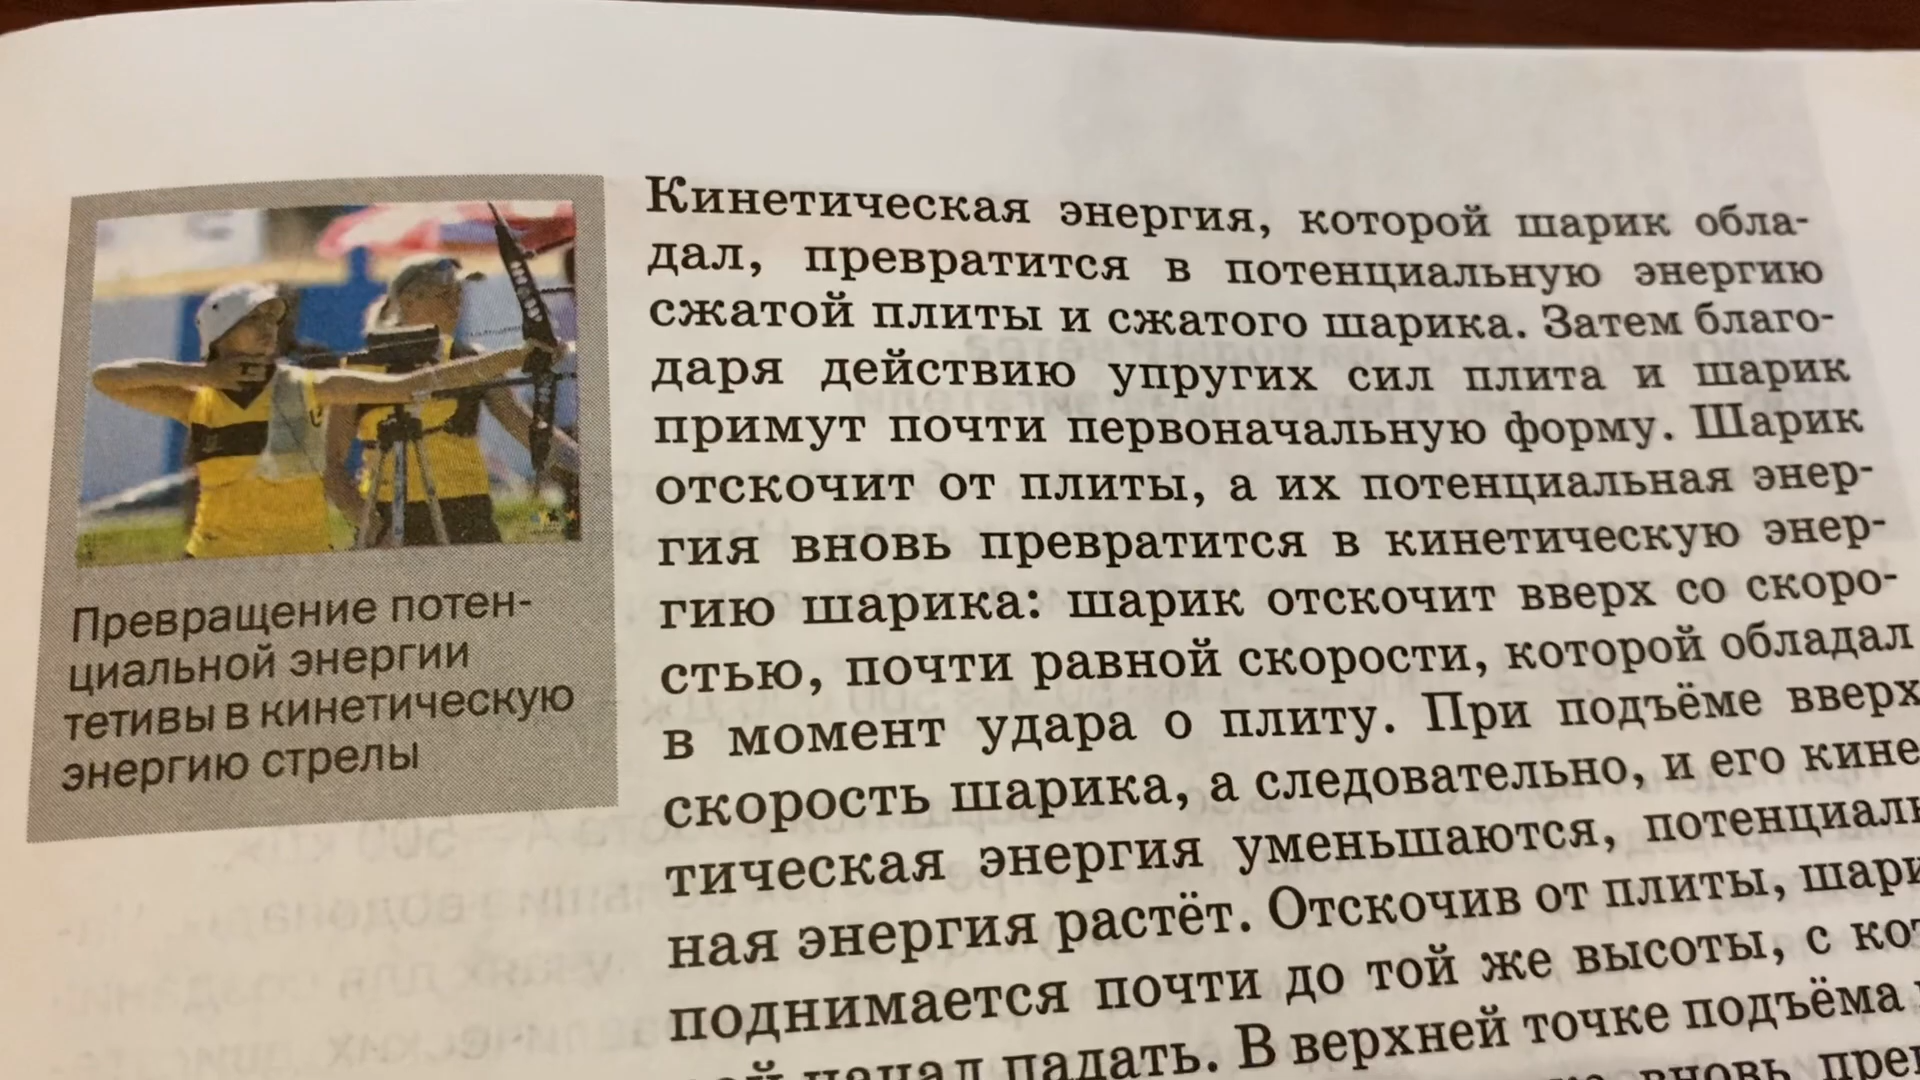 Превращение потен-
циальной энергии
тетивы в кинетическую
энергию стрелы
Кинетическая энергия, которой шарик обла-
дал, превратится в потенциальную энергию
сжатой плиты и сжатого шарика. Затем благо-
даря действию упругих сил плита и шарик
примут почти первоначальную форму. Шарик
отскочит от плиты, а их потенциальная энер-
гия вновь превратится в кинетическую энер-
гию шарика: шарик отскочит вверх со скоро-
стью, почти равной скорости, которой обладал
в момент удара о плиту. При подъёме вверх
скорость шарика, а следовательно, и его кине
тическая энергия уменьшаются, потенциаль
ная энергия растёт. Отскочив от плиты, шари
поднимается почти до той же высоты, с кот
начал падать. В верхней точке подъёма
вновь